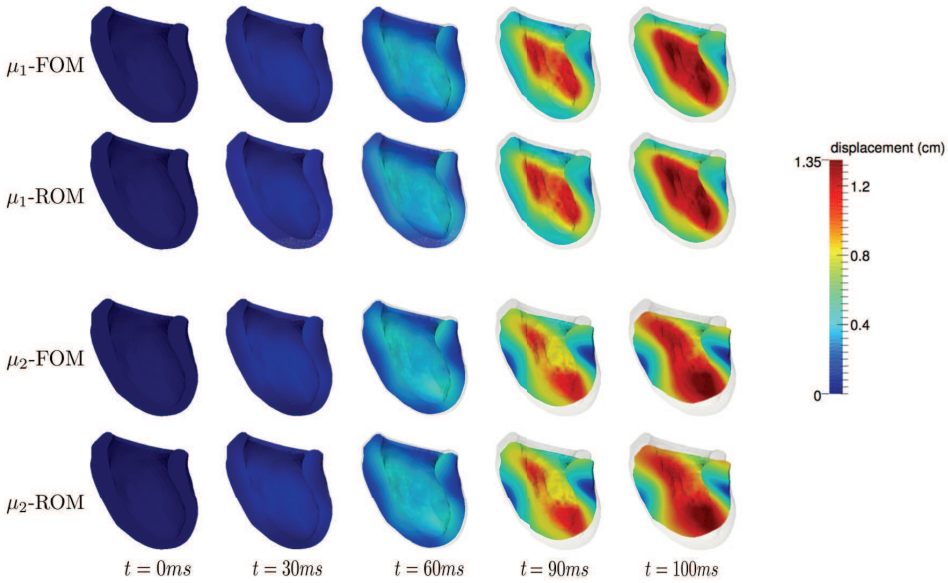 μ₁-FOM
μ₁-ROM
displacement (cm)
1.35
1.2
0.8
0.4
0
μ₂-FOM
μ₂-ROM
t = 0ms t = 30ms t = 60ms t = 90ms t = 100ms